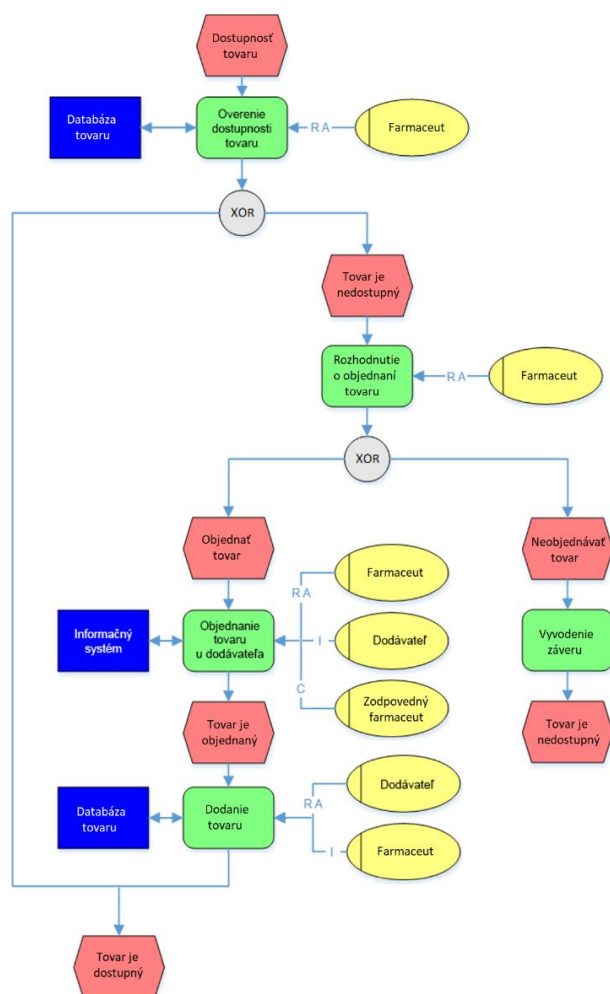 Dostupnosť
tovaru
Databáza
tovaru
Overenie
dostupnosti
tovaru
RA
Farmaceut
XOR
Tovar je
nedostupný
Rozhodnutie
o objednaní
tovaru
RA
Farmaceut
XOR
Objednať
tovar
Neobjednávať
tovar
Farmaceut
RA
Informačný
systém
Objednanie
tovaru
u dodávateľa
I
Dodávateľ
Vyvodenie
záveru
C
Zodpovedný
farmaceut
Tovar je
objednaný
Tovar je
nedostupný
Dodávateľ
RA
Databáza
tovaru
Dodanie
tovaru
I
Farmaceut
Tovar je
dostupný